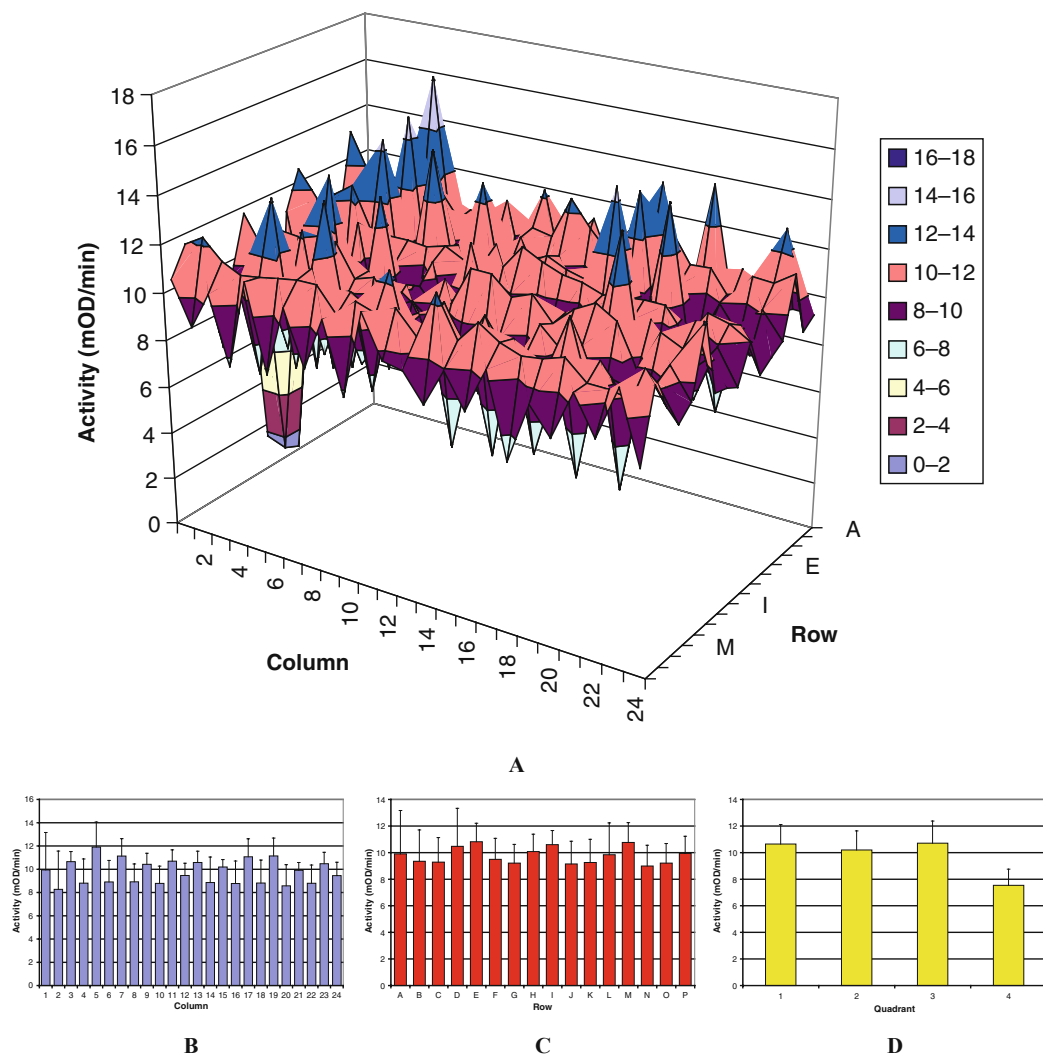 18
16
14
12
10
8
6
4
2
0
Activity (mOD/min)
2
4
6
8
10
12
14
16
18
20
22
24
Column
A
E
I
M
Row
16–18
14–16
12–14
10–12
8–10
6–8
4–6
2–4
0–2
A
16
14
12
10
8
6
4
2
0
Activity (mOD/min)
1 2 3 4 5 6 7 8 9 10 11 12 13 14 15 16 17 18 19 20 21 22 23 24
Column
B
14
12
10
8
6
4
2
0
Activity (mOD/min)
A B C D E F G H I J K L M N O P
Row
C
14
12
10
8
6
4
2
0
Activity (mOD/min)
1 2 3 4
Quadrant
D